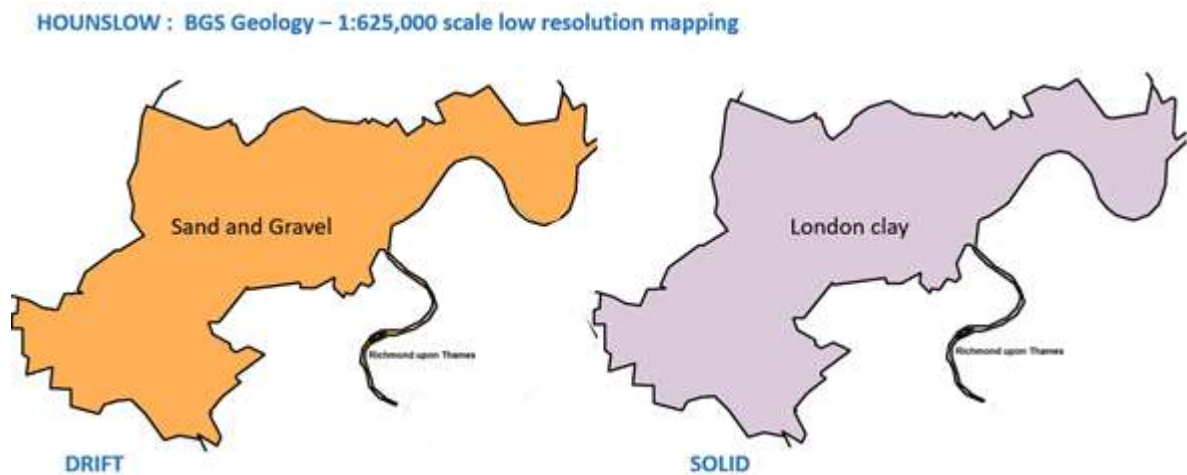 HOUNSLOW : BGS Geology – 1:625,000 scale low resolution mapping
Sand and Gravel
London clay
Richmond upon Thames
Richmond upon Thames
DRIFT
SOLID